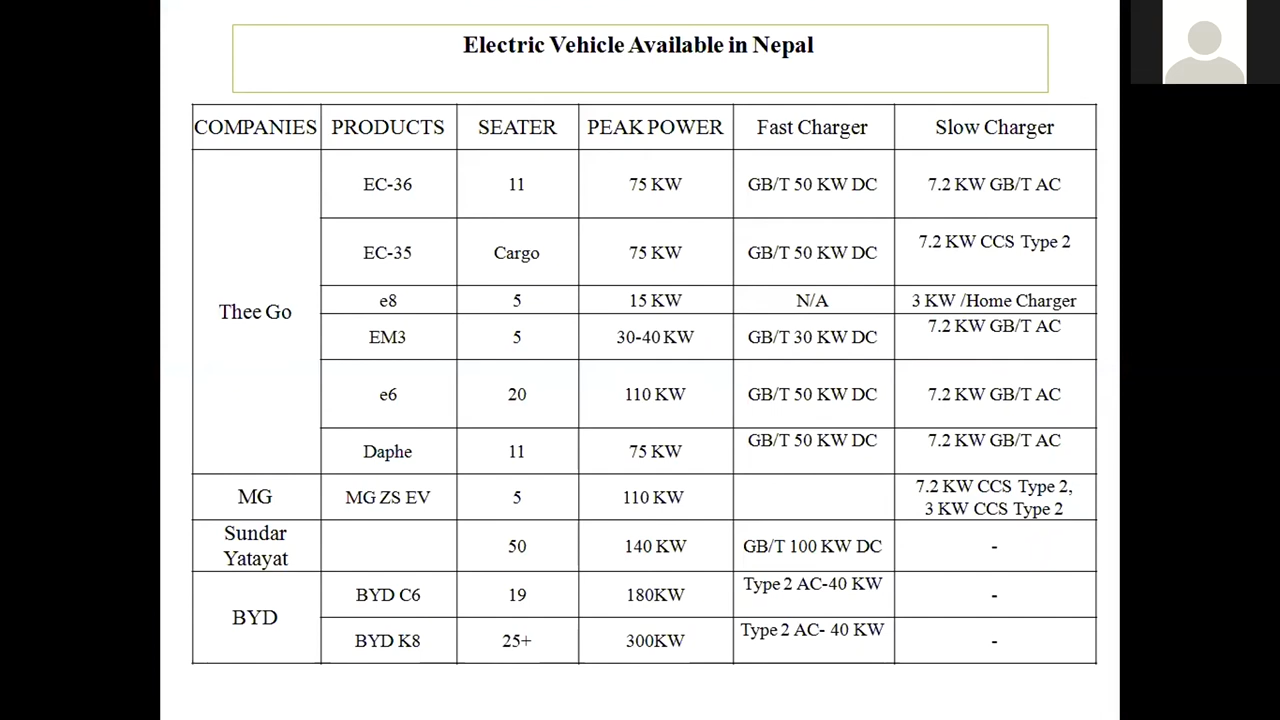 Electric Vehicle Available in Nepal
COMPANIES PRODUCTS SEATER PEAK POWER Fast Charger Slow Charger
Thee Go
EC-36 11 75 KW GB/T 50 KW DC 7.2 KW GB/T AC
EC-35 Cargo 75 KW GB/T 50 KW DC 7.2 KW CCS Type 2
e8 5 15 KW N/A 3 KW /Home Charger
EM3 5 30-40 KW GB/T 30 KW DC 7.2 KW GB/T AC
e6 20 110 KW GB/T 50 KW DC 7.2 KW GB/T AC
Daphe 11 75 KW GB/T 50 KW DC 7.2 KW GB/T AC
MG MG ZS EV 5 110 KW 7.2 KW CCS Type 2,
3 KW CCS Type 2
Sundar
Yatayat 50 140 KW GB/T 100 KW DC -
BYD
BYD C6 19 180KW Type 2 AC-40 KW -
BYD K8 25+ 300KW Type 2 AC- 40 KW -